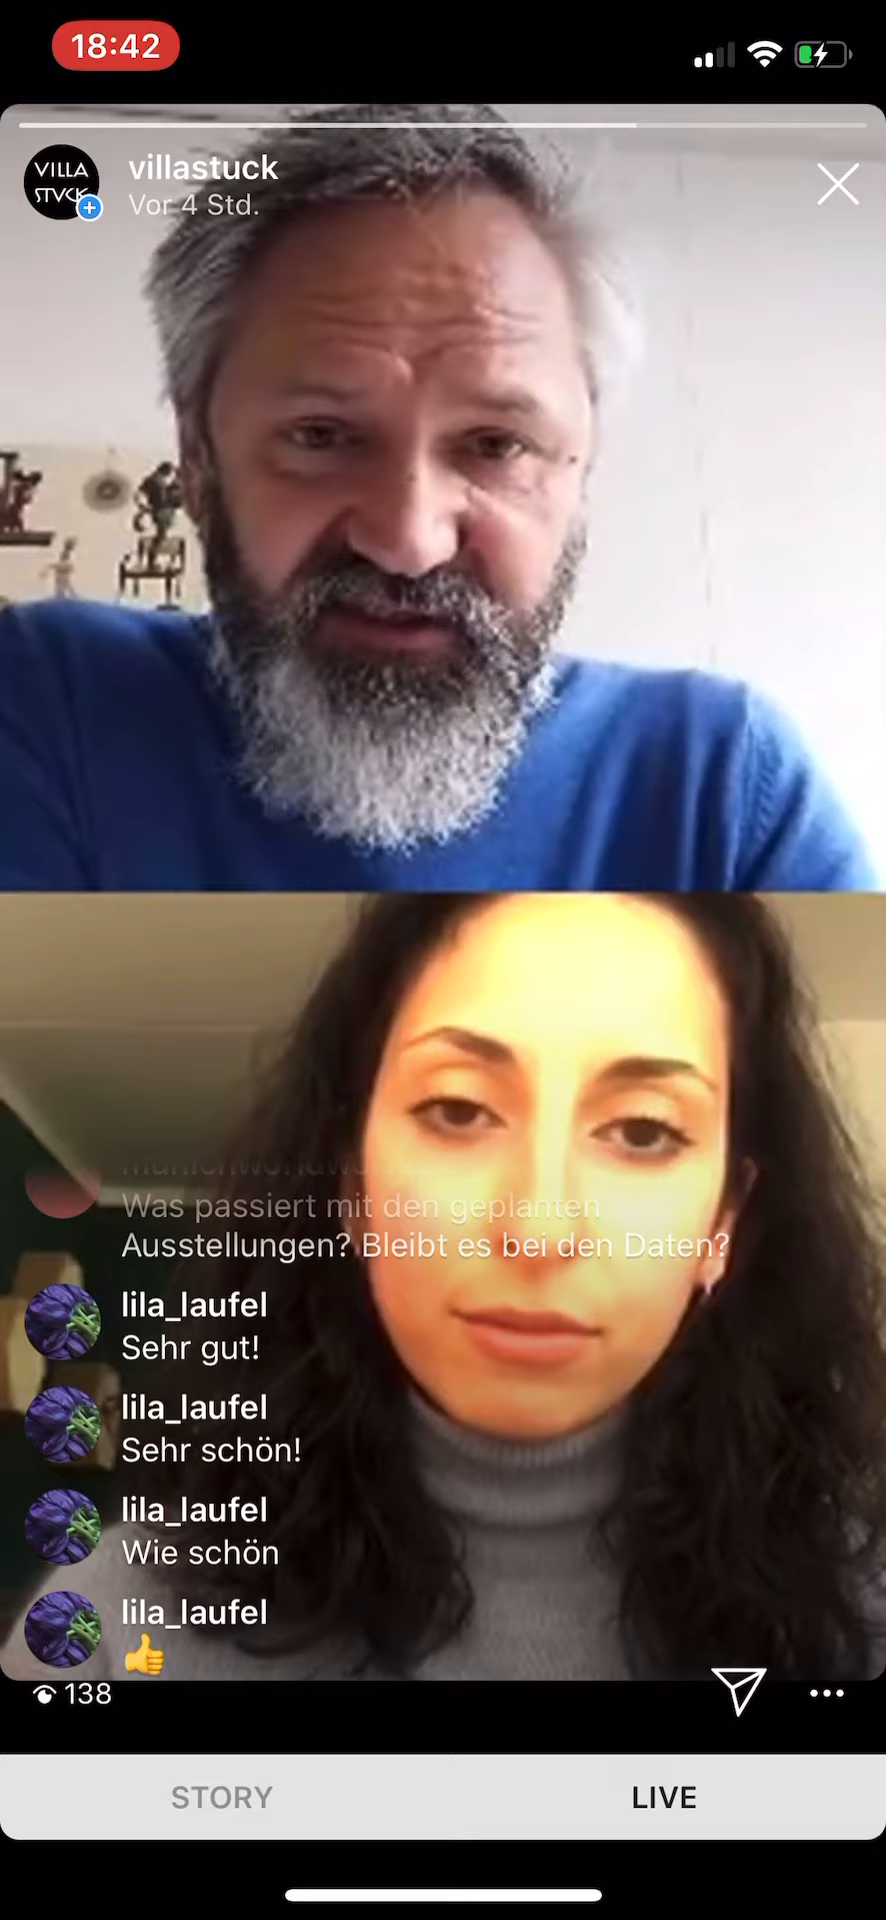 18:42
VILLA
STVCK
villastuck
Vor 4 Std.
Was passiert mit den geplanten
Ausstellungen? Bleibt es bei den Daten?
lila_laufel
Sehr gut!
lila_laufel
Sehr schön!
lila_laufel
Wie schön
lila_laufel
👍
138
STORY
LIVE